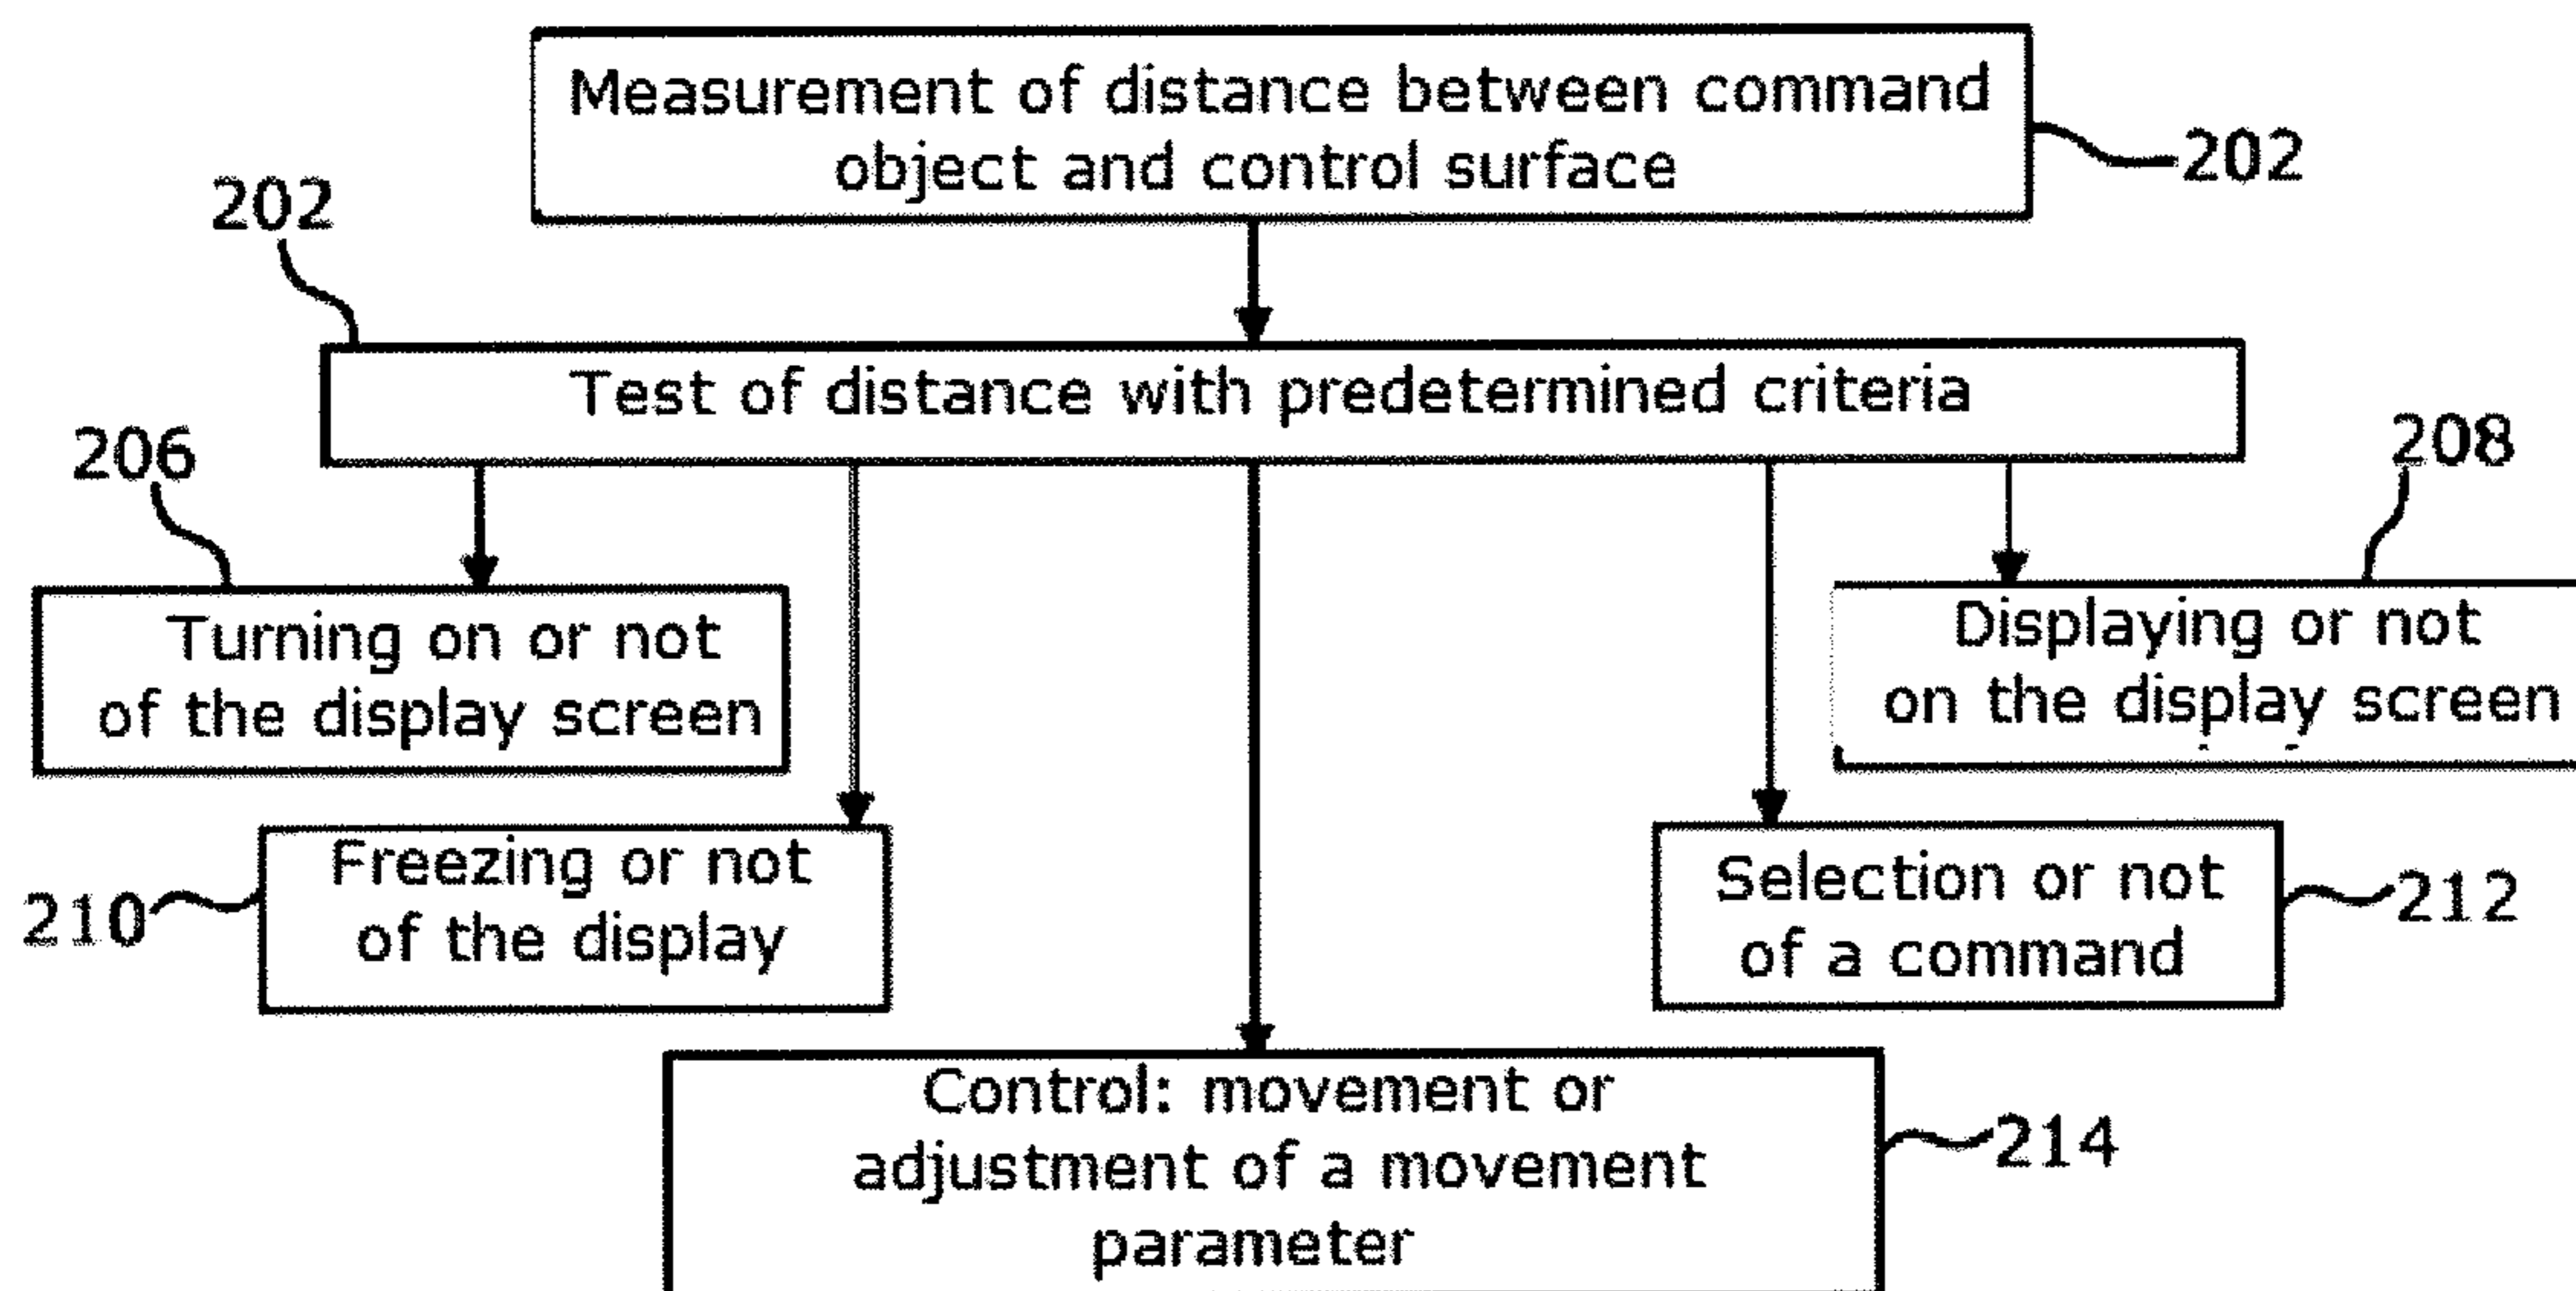 Measurement of distance between command
object and control surface
202
202
Test of distance with predetermined criteria
206
208
Turning on or not
of the display screen
Displaying or not
on the display screen
Freezing or not
of the display
210
Selection or not
of a command
212
Control: movement or
adjustment of a movement
parameter
214